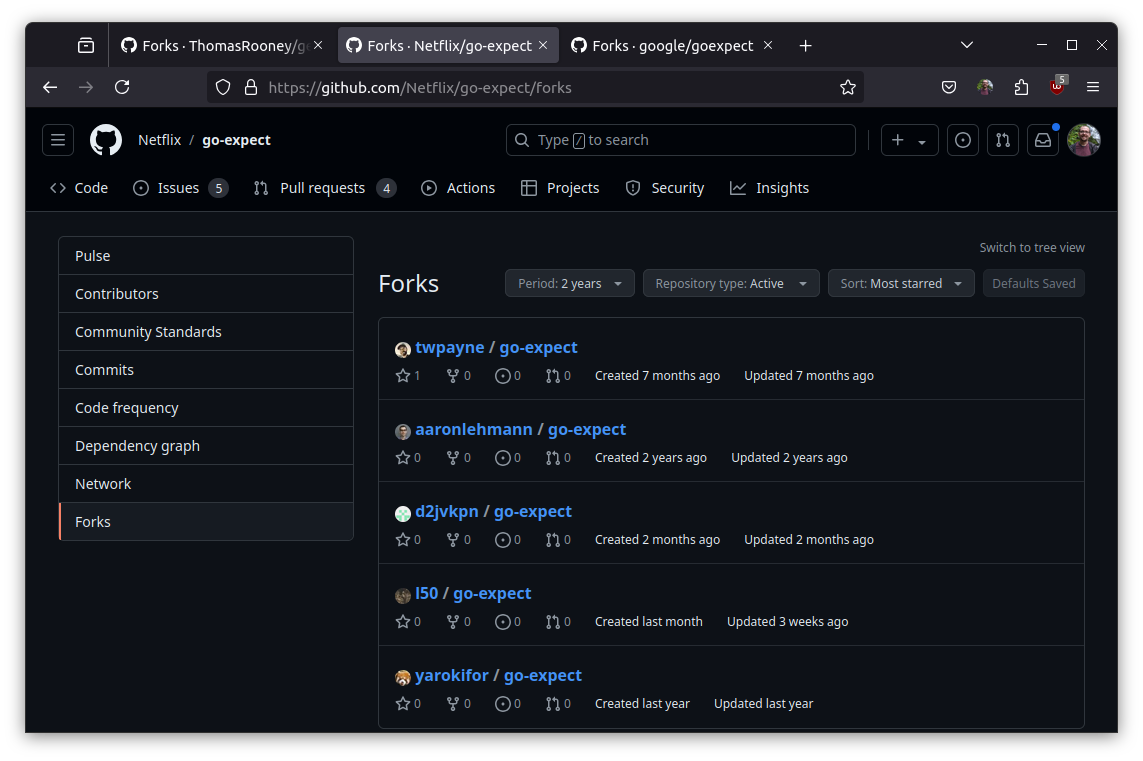 Forks · ThomasRooney/g
Forks · Netflix/go-expect
Forks · google/goexpect
https://github.com/Netflix/go-expect/forks
5
Netflix / go-expect
Type / to search
Code
Issues 5
Pull requests 4
Actions
Projects
Security
Insights
Pulse
Contributors
Community Standards
Commits
Code frequency
Dependency graph
Network
Forks
Switch to tree view
Forks
Period: 2 years
Repository type: Active
Sort: Most starred
Defaults Saved
twpayne / go-expect
1 0 0 0 Created 7 months ago Updated 7 months ago
aaronlehmann / go-expect
0 0 0 0 Created 2 years ago Updated 2 years ago
d2jvkpn / go-expect
0 0 0 0 Created 2 months ago Updated 2 months ago
l50 / go-expect
0 0 0 0 Created last month Updated 3 weeks ago
yarokifor / go-expect
0 0 0 0 Created last year Updated last year